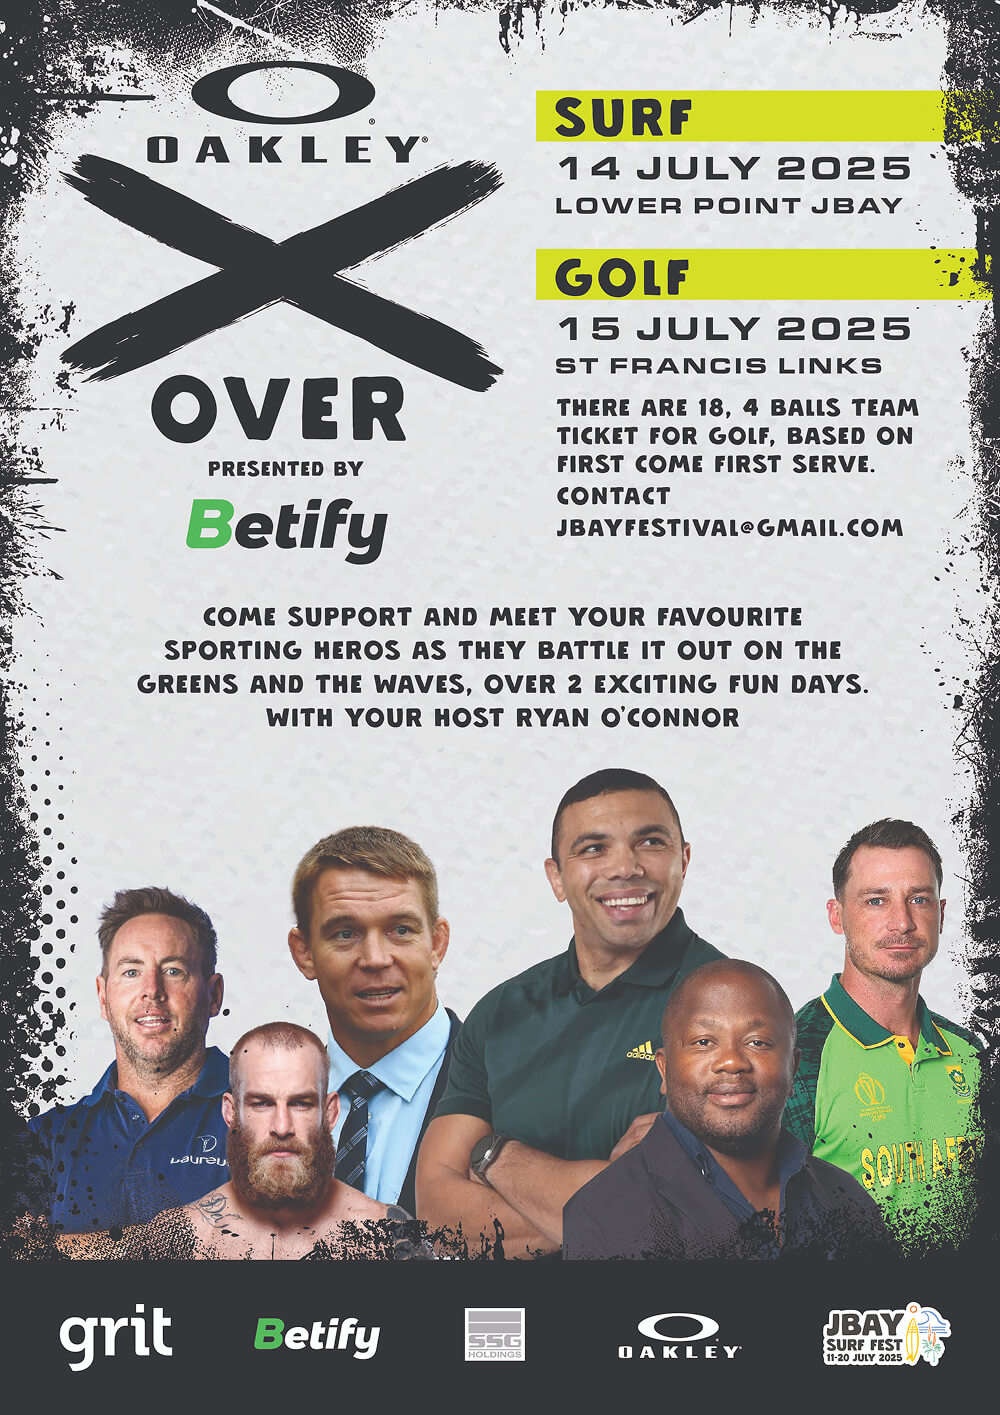 OAKLEY
X
OVER
PRESENTED BY
Betify
SURF
14 JULY 2025
LOWER POINT JBAY
GOLF
15 JULY 2025
ST FRANCIS LINKS
THERE ARE 18, 4 BALLS TEAM
TICKET FOR GOLF, BASED ON
FIRST COME FIRST SERVE.
CONTACT
JBAYFESTIVAL@GMAIL.COM
COME SUPPORT AND MEET YOUR FAVOURITE
SPORTING HEROS AS THEY BATTLE IT OUT ON THE
GREENS AND THE WAVES, OVER 2 EXCITING FUN DAYS.
WITH YOUR HOST RYAN O'CONNOR
adidas
LAUREU
SOUTH AF
grit
Betify
SSG
HOLDINGS
OAKLEY
JBAY
SURF FEST
11-20 JULY 2025